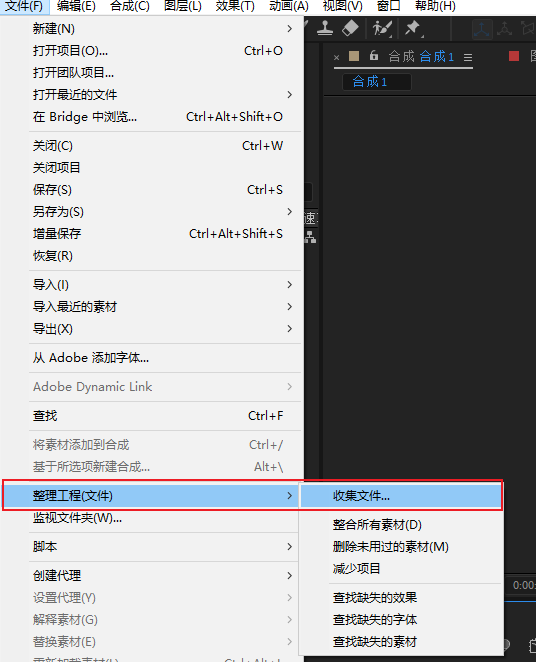 文件(F) 编辑(E) 合成(C) 图层(L) 效果(T) 动画(A) 视图(V) 窗口 帮助(H)
新建(N)
打开项目(O)... Ctrl+O
打开团队项目...
打开最近的文件
在 Bridge 中浏览... Ctrl+Alt+Shift+O
关闭(C) Ctrl+W
关闭项目
保存(S) Ctrl+S
另存为(S)
增量保存 Ctrl+Alt+Shift+S
恢复(R)
导入(I)
导入最近的素材
导出(X)
从 Adobe 添加字体...
Adobe Dynamic Link
查找 Ctrl+F
将素材添加到合成 Ctrl+/
基于所选项新建合成... Alt+\
整理工程(文件)
监视文件夹(W)...
脚本
创建代理
设置代理(Y)
解释素材(G)
替换素材(E)
重新加载素材(L) Ctrl+Alt+L
收集文件...
整合所有素材(D)
删除未用过的素材(M)
减少项目
查找缺失的效果
查找缺失的字体
查找缺失的素材
× 合成 合成 1 ≡
合成 1
速
0:00: